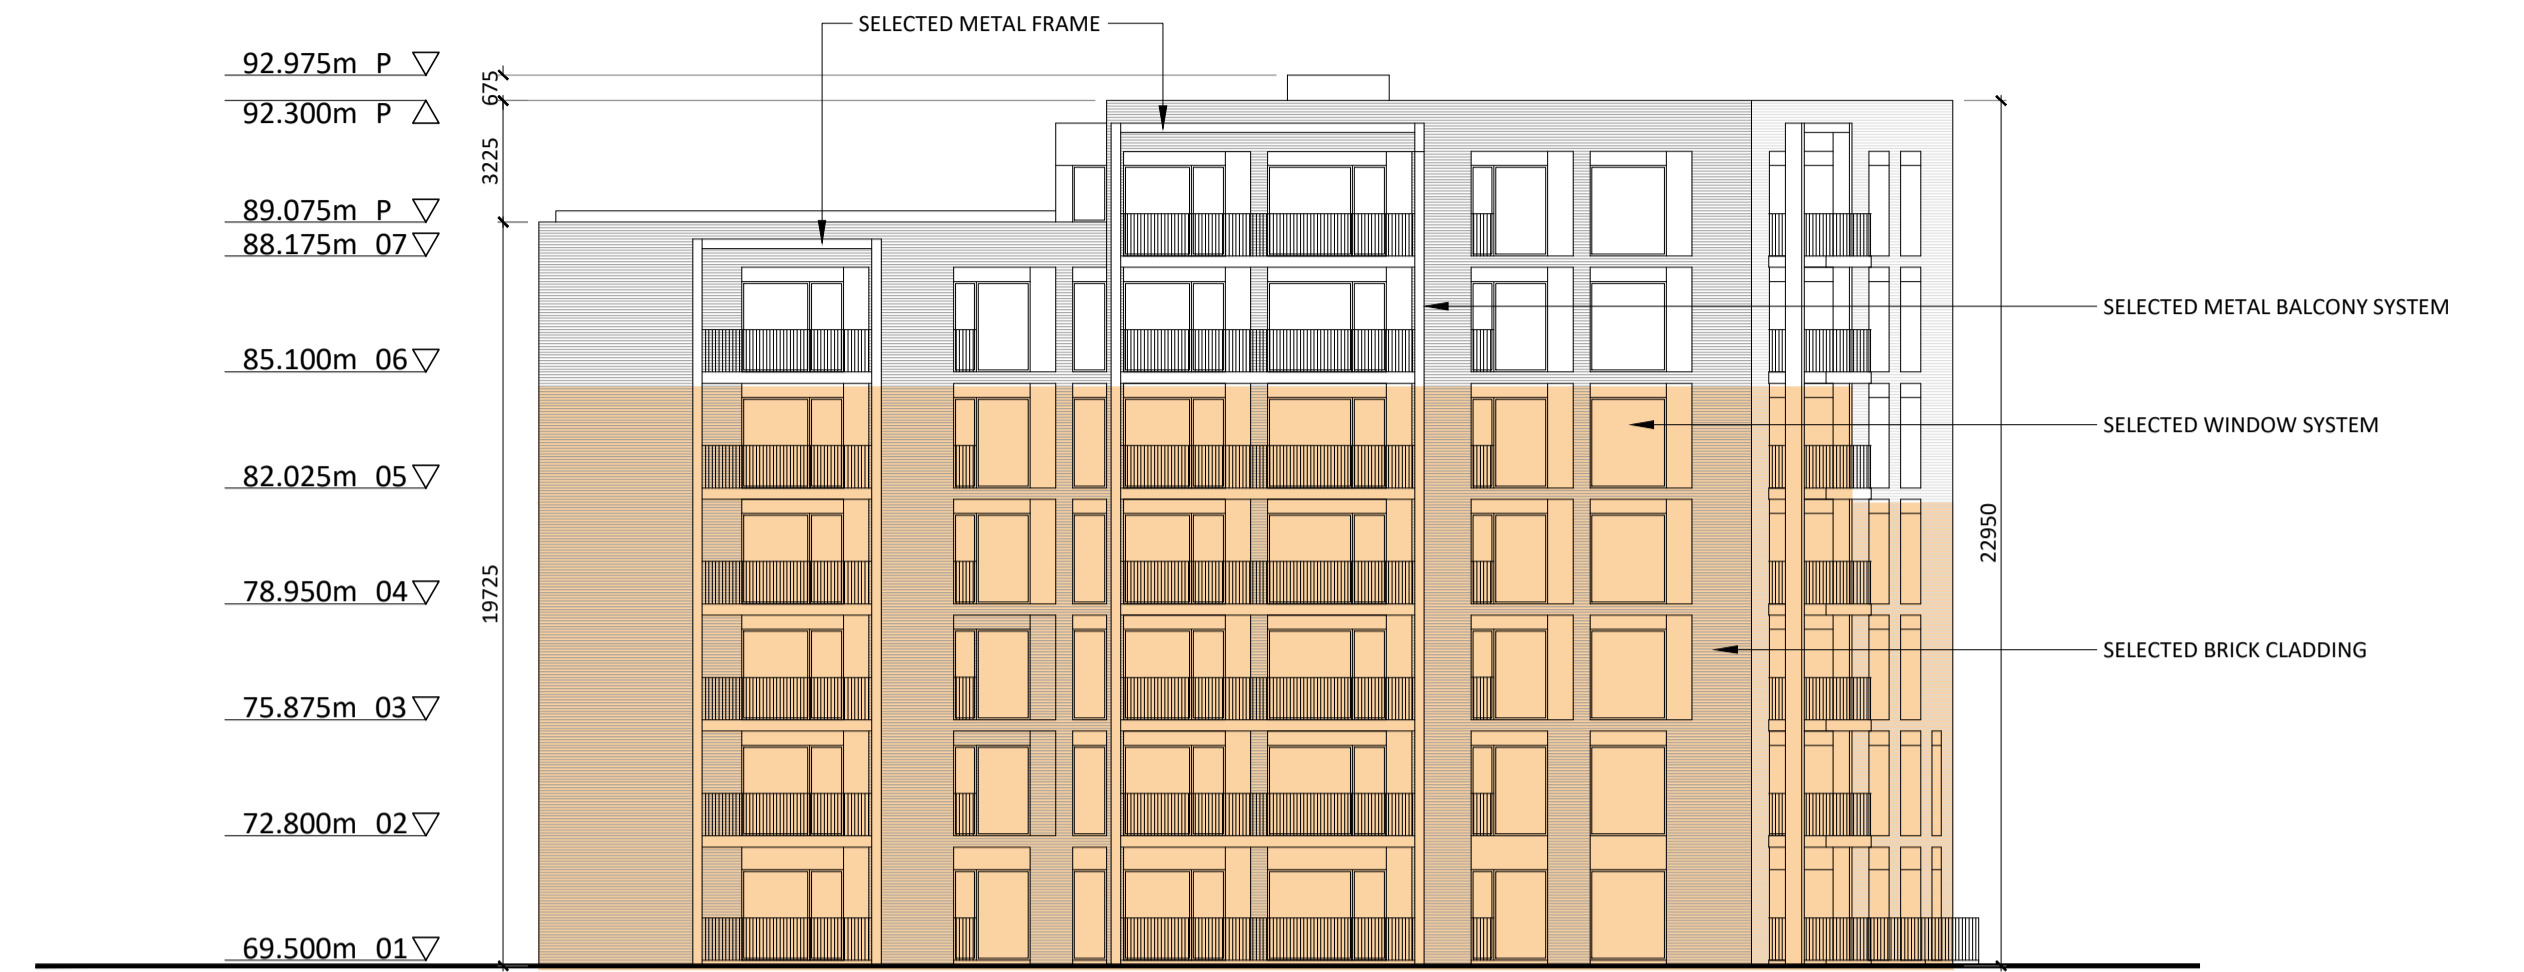 SELECTED METAL FRAME
92.975m P
675
92.300m P
3225
89.075m P
88.175m 07
SELECTED METAL BALCONY SYSTEM
85.100m 06
SELECTED WINDOW SYSTEM
82.025m 05
22950
78.950m 04
19725
SELECTED BRICK CLADDING
75.875m 03
72.800m 02
69.500m 01